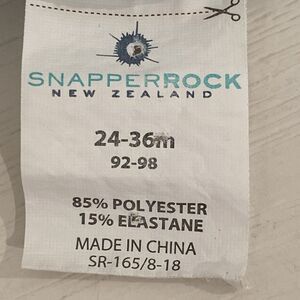 SNAPPERROCK
NEW ZEALAND
24-36m
92-98
85% POLYESTER
15% ELASTANE
MADE IN CHINA
SR-165/8-18